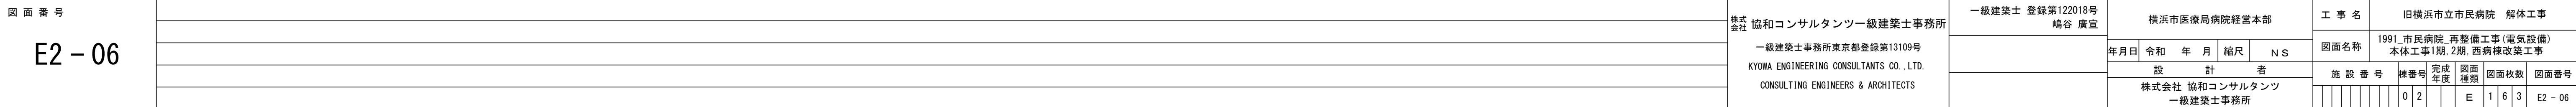 図面番号
E2－06
株式会社 協和コンサルタンツ一級建築士事務所
一級建築士事務所東京都登録第13109号
KYOWA ENGINEERING CONSULTANTS CO.,LTD.
CONSULTING ENGINEERS & ARCHITECTS
一級建築士 登録第122018号
嶋谷 廣宣
横浜市医療局病院経営本部
年月日 令和 年 月 縮尺 NS
設計者
株式会社 協和コンサルタンツ
一級建築士事務所
工事名 旧横浜市立市民病院 解体工事
図面名称 1991_市民病院_再整備工事(電気設備)
本体工事1期,2期,西病棟改築工事
施設番号 棟番号 完成年度 図面種類 図面枚数 図面番号
02 E 163 E2－06